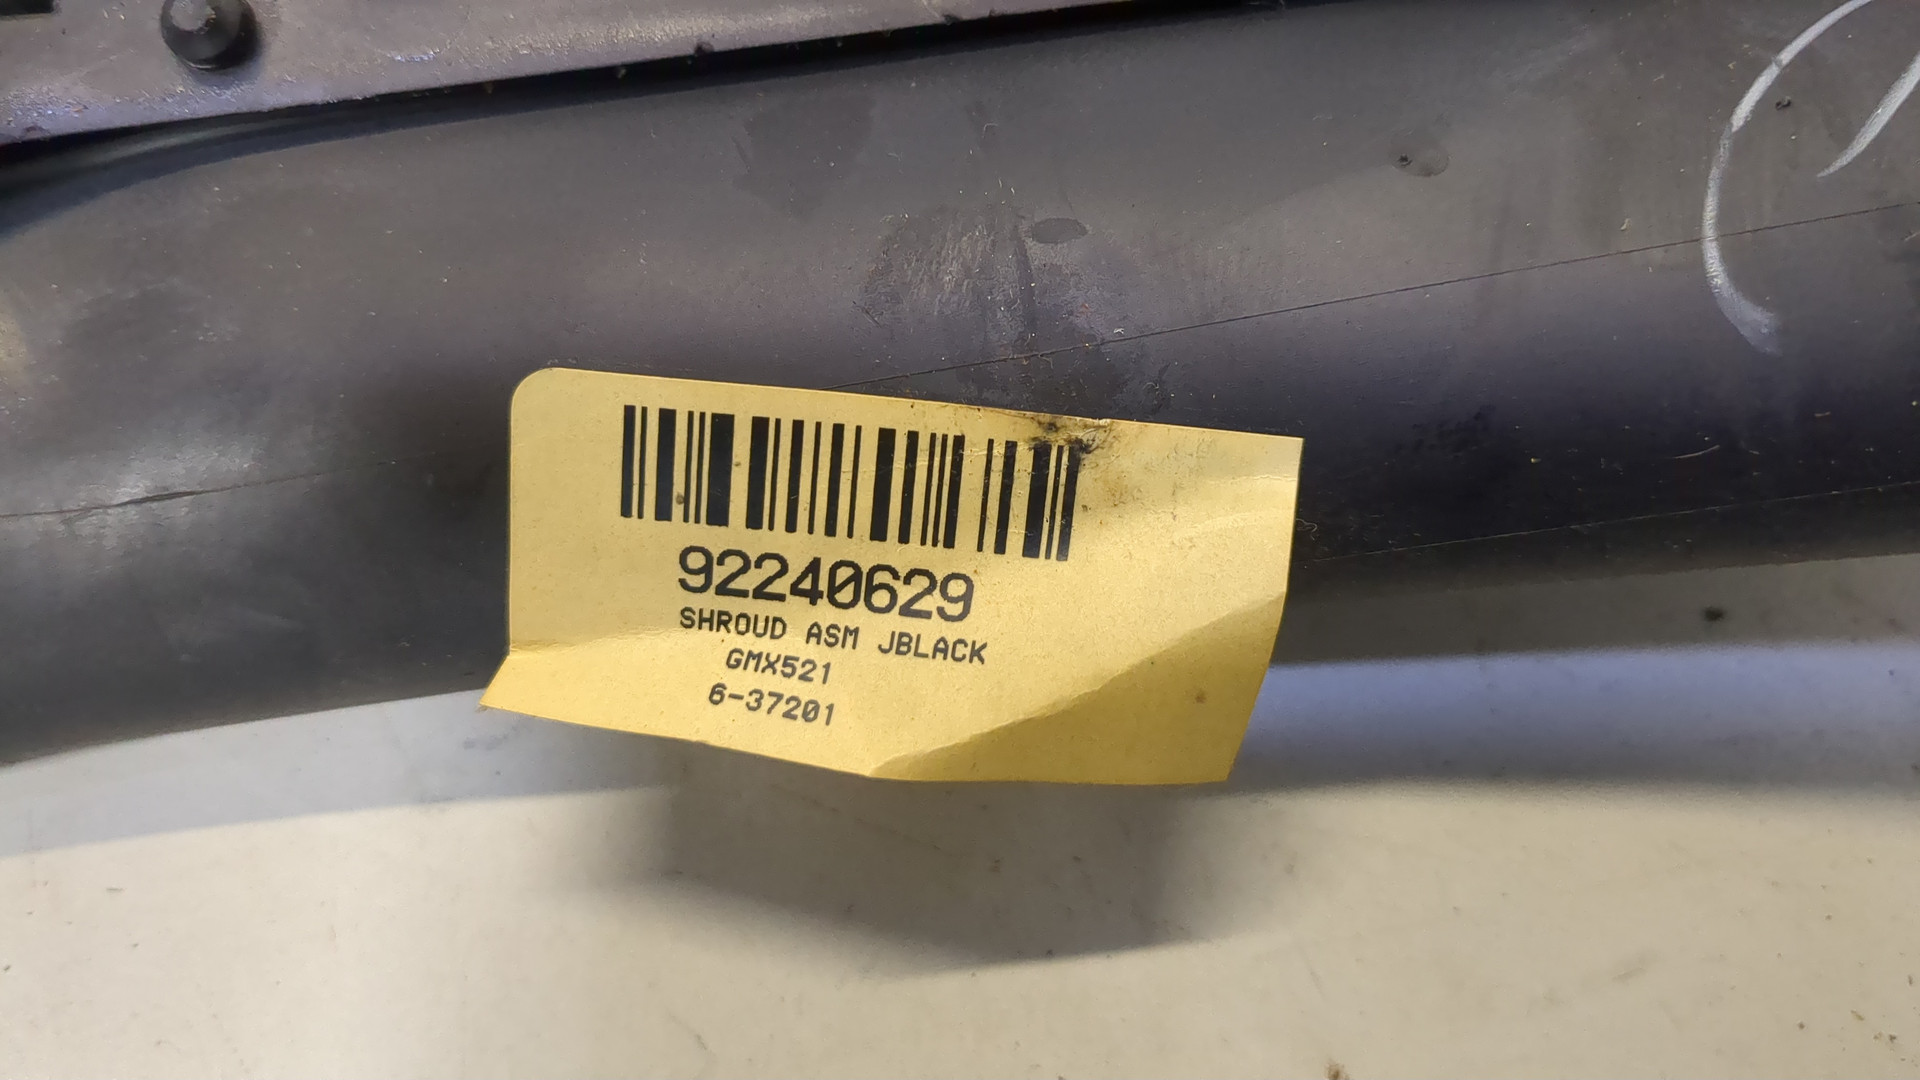 92240629
SHROUD ASM JBLACK
GMX521
6-37201